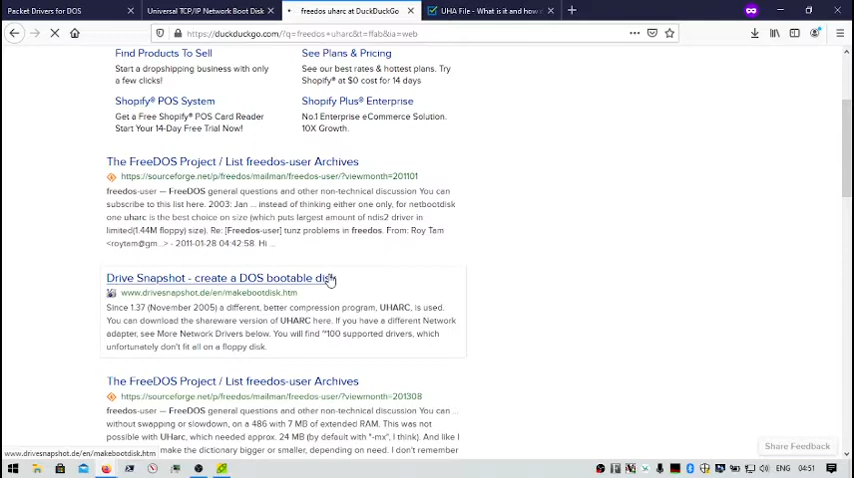 Packet Drivers for DOS
Universal TCP/IP Network Boot Disk
freedos uharc at DuckDuckGo
UHA File - What is it and how
https://duckduckgo.com/?q=freedos+uharc&t=ffab&ia=web
Find Products To Sell
See Plans & Pricing
Start a dropshipping business with only
a few clicks!
See our best rates & hottest plans. Try
Shopify® free for 14 days.
Shopify® POS System
Shopify Plus® Enterprise
Get a Free Shopify® POS Card Reader
Start Your 14-Day Free Trial Now!
No.1 Enterprise eCommerce Solution.
10X Growth.
The FreeDOS Project / List freedos-user Archives
https://sourceforge.net/p/freedos/mailman/freedos-user/?viewmonth=201101
freedos-user — FreeDOS general questions and other non-technical discussion You can
subscribe to this list here. 2003: Jan ... instead of thinking either one only, for netbootdisk
one uharc is the best choice on size (which puts largest amount of ndis2 driver in
limited(1.44M floppy) size). Re: [Freedos-user] tunz problems in freedos. From: Roy Tam
<roytam@gm...> - 2011-01-28 04:42:58. Hi ...
Drive Snapshot - create a DOS bootable disk
www.drivesnapshot.de/en/makebootdisk.htm
Since 1.37 (November 2005) a different, better compression program, UHARC, is used.
You can download the shareware version of UHARC here. If you have a different Network
adapter, see More Network Drivers below. You will find ~100 supported drivers, which
unfortunately don't fit all on a floppy disk.
The FreeDOS Project / List freedos-user Archives
https://sourceforge.net/p/freedos/mailman/freedos-user/?viewmonth=201308
freedos-user — FreeDOS general questions and other non-technical discussion You can ...
without swapping or slowdown, on a 486 with 7 MB of extended RAM. This was not
possible with UHarc, which needed approx. 24 MB (by default with "-mx", I think). And like I
make the dictionary bigger or smaller, depending on need. I don't remember
Share Feedback
www.drivesnapshot.de/en/makebootdisk.htm
ENG
04:51